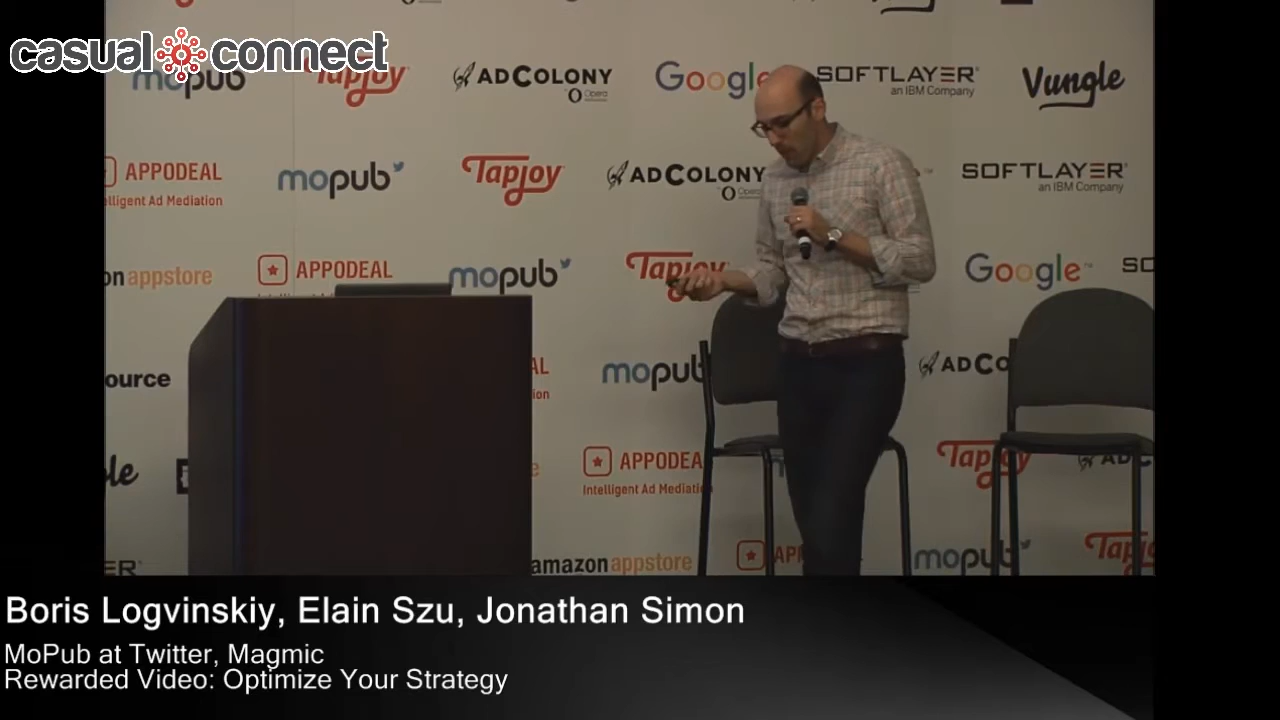 casual connect
mopub Tapjoy ADCOLONY Google SOFTLAYER Vungle
Opera an IBM Company
APPODEAL mopub Tapjoy ADCOLONY SOFTLAYER
Intelligent Ad Mediation Opera an IBM Company
appstore APPODEAL mopub Tapjoy Google
ource mopub ADCO
APPODEA Tapjoy
Intelligent Ad Mediation
amazon appstore mopub Tapjoy
Boris Logvinskiy, Elain Szu, Jonathan Simon
MoPub at Twitter, Magmic
Rewarded Video: Optimize Your Strategy